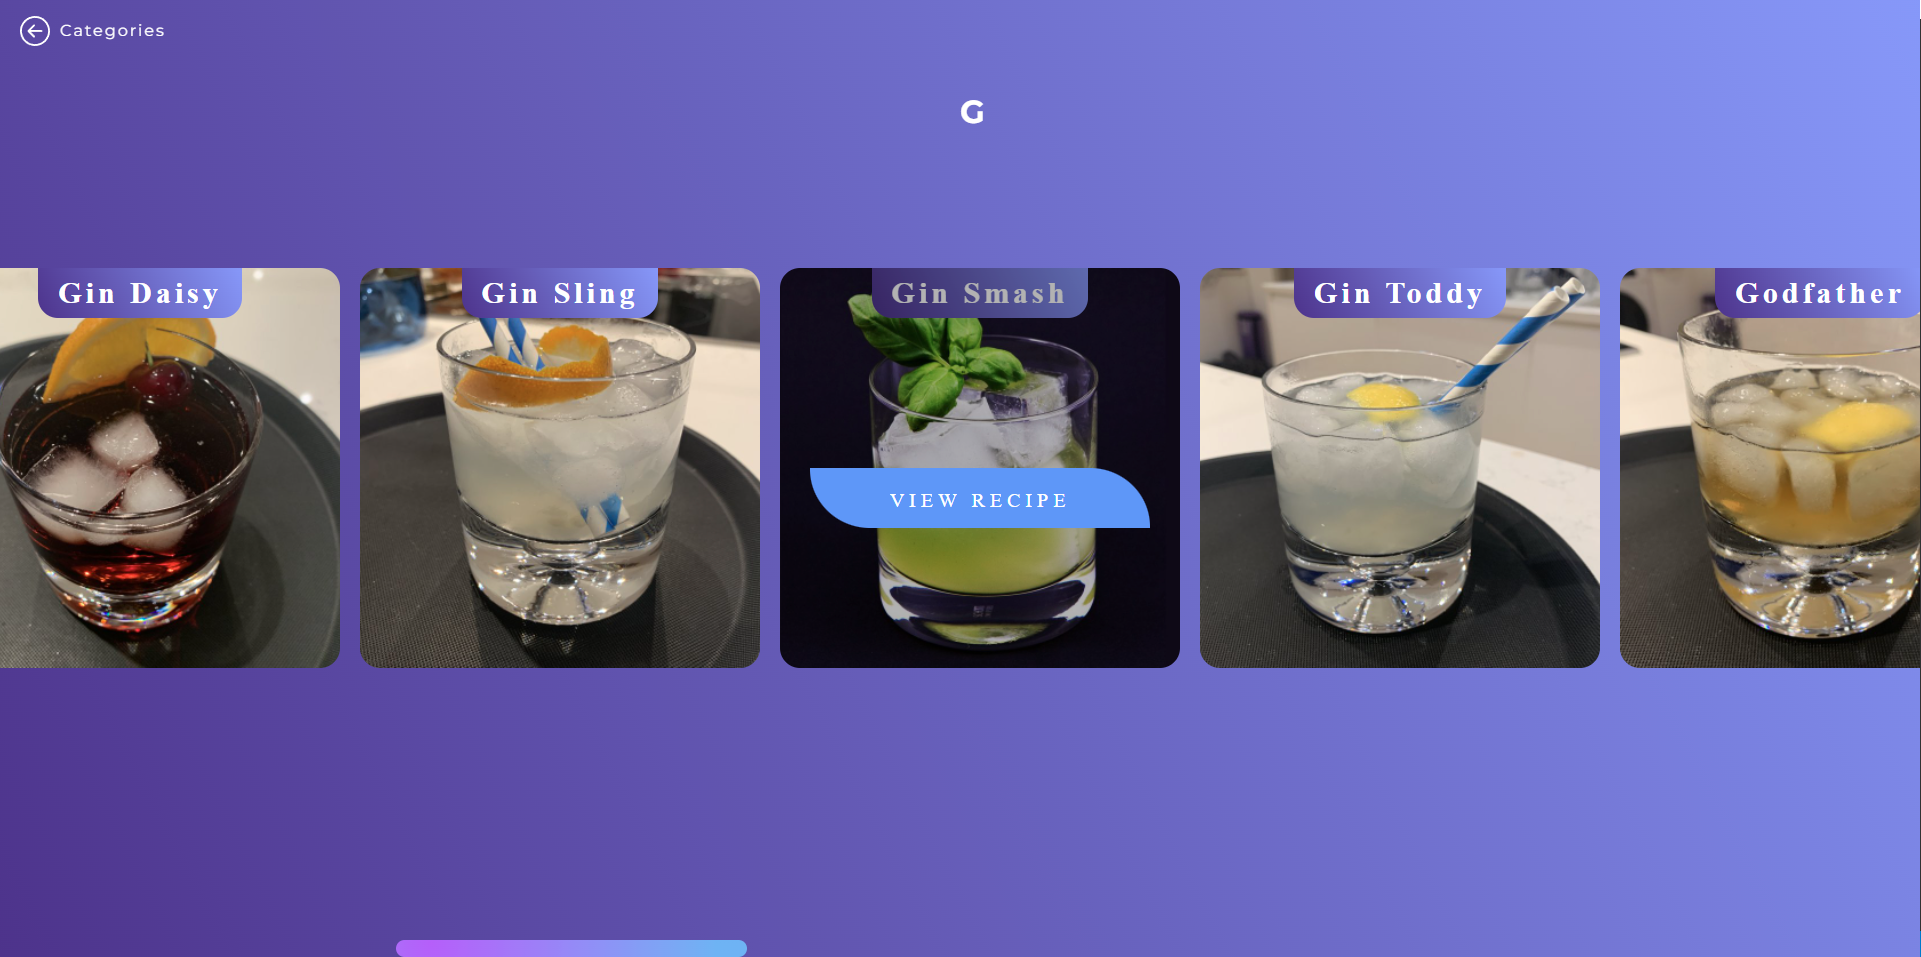 Categories
G
Gin Daisy
Gin Sling
Gin Smash
Gin Toddy
Godfather
VIEW RECIPE